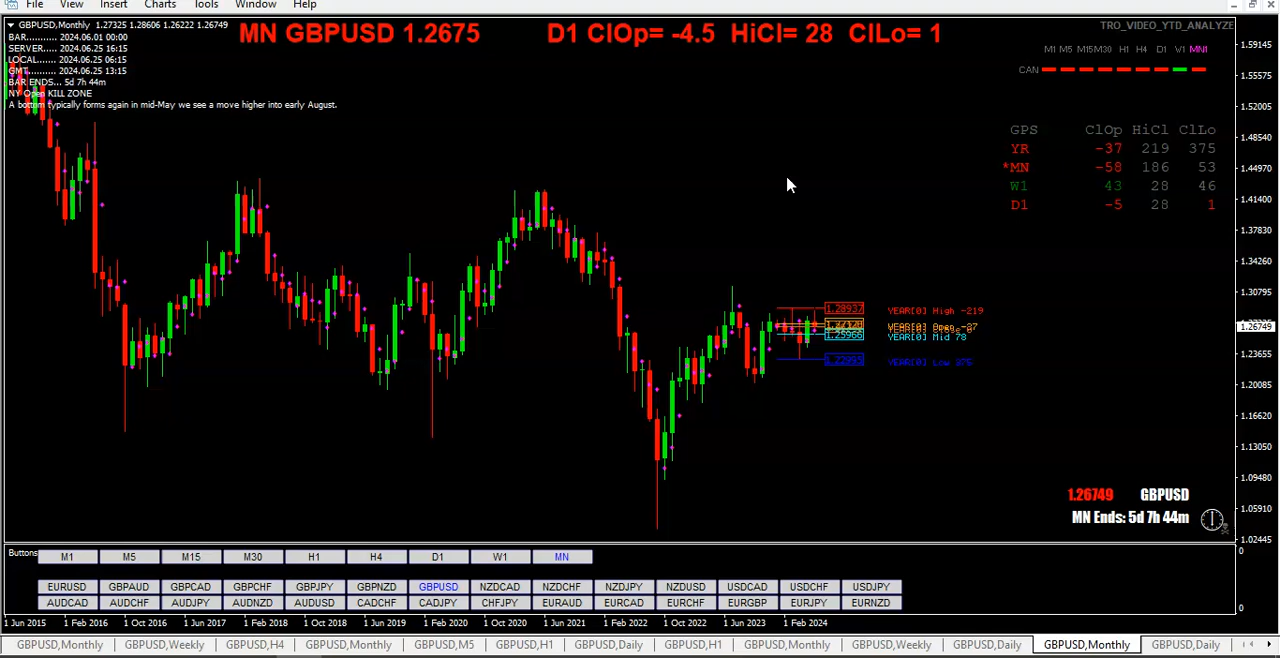 File View Insert Charts Tools Window Help
GBPUSD,Monthly 1.27325 1.28606 1.26222 1.26749
BAR........... 2024.06.01 00:00
SERVER..... 2024.06.25 16:15
LOCAL....... 2024.06.25 06:15
GMT.......... 2024.06.25 13:15
BAR ENDS... 5d 7h 44m
NY Open KILL ZONE
A bottom typically forms again in mid-May we see a move higher into early August.
MN GBPUSD 1.2675 D1 ClOp= -4.5 HiCl= 28 ClLo= 1
TRO_VIDEO_YTD_ANALYZE
M1 M5 M15 M30 H1 H4 D1 W1 MN1
CAN
GPS ClOp HiCl ClLo
YR -37 219 375
*MN -58 186 53
W1 43 28 46
D1 -5 28 1
1.59145
1.55575
1.52005
1.48540
1.44970
1.41400
1.37830
1.34260
1.30795
1.26749
1.23655
1.20085
1.16620
1.13050
1.09480
1.05910
1.02445
1.28937 YEAR[0] High -219
YEAR[0] Open -37
1.25966 YEAR[0] Mid 78
YEAR[0] Low 375
1.26749 GBPUSD
MN Ends: 5d 7h 44m
Buttons M1 M5 M15 M30 H1 H4 D1 W1 MN
0
EURUSD GBPAUD GBPCAD GBPCHF GBPJPY GBPNZD GBPUSD NZDCAD NZDCHF NZDJPY NZDUSD USDCAD USDCHF USDJPY
AUDCAD AUDCHF AUDJPY AUDNZD AUDUSD CADCHF CADJPY CHFJPY EURAUD EURCAD EURCHF EURGBP EURJPY EURNZD
0
1 Jun 2015 1 Feb 2016 1 Oct 2016 1 Jun 2017 1 Feb 2018 1 Oct 2018 1 Jun 2019 1 Feb 2020 1 Oct 2020 1 Jun 2021 1 Feb 2022 1 Oct 2022 1 Jun 2023 1 Feb 2024
GBPUSD,Monthly GBPUSD,Weekly GBPUSD,H4 GBPUSD,Monthly GBPUSD,M5 GBPUSD,H1 GBPUSD,Daily GBPUSD,H1 GBPUSD,Monthly GBPUSD,Weekly GBPUSD,Daily GBPUSD,Monthly GBPUSD,Daily